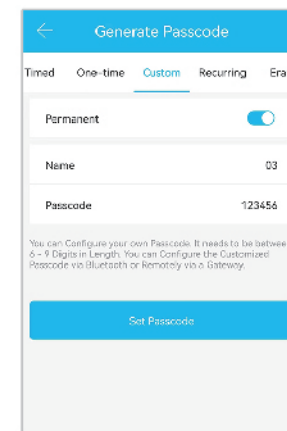 Generate Passcode
Timed One-time Custom Recurring Era
Permanent
Name 03
Passcode 123456
You can Configure your own Passcode. It needs to be betwee
6 - 9 Digits in Length. You can Configure the Customized
Passcode via Bluetooth or Remotely via a Gateway.
Set Passcode